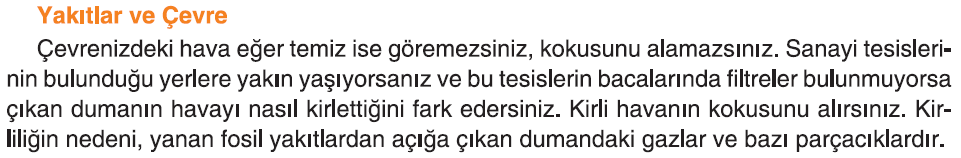 Yakıtlar ve Çevre
Çevrenizdeki hava eğer temiz ise göremezsiniz, kokusunu alamazsınız. Sanayi tesisleri-
nin bulunduğu yerlere yakın yaşıyorsanız ve bu tesislerin bacalarında filtreler bulunmuyorsa
çıkan dumanın havayı nasıl kirlettiğini fark edersiniz. Kirli havanın kokusunu alırsınız. Kir-
liliğin nedeni, yanan fosil yakıtlardan açığa çıkan dumandaki gazlar ve bazı parçacıklardır.